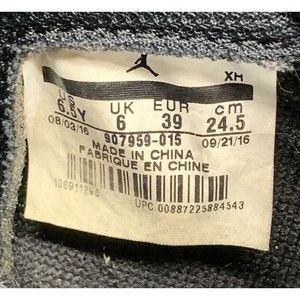 XH
US UK EUR cm
6.5Y 6 39 24.5
08/03/16 09/21/16
907959-015
MADE IN CHINA
FABRIQUE EN CHINE
UPC 00887225884543